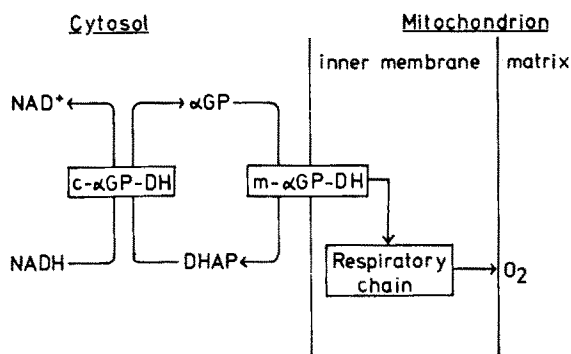 Cytosol
Mitochondrion
inner membrane
matrix
NAD⁺
αGP
c-αGP-DH
m-αGP-DH
NADH
DHAP
Respiratory
chain
O₂